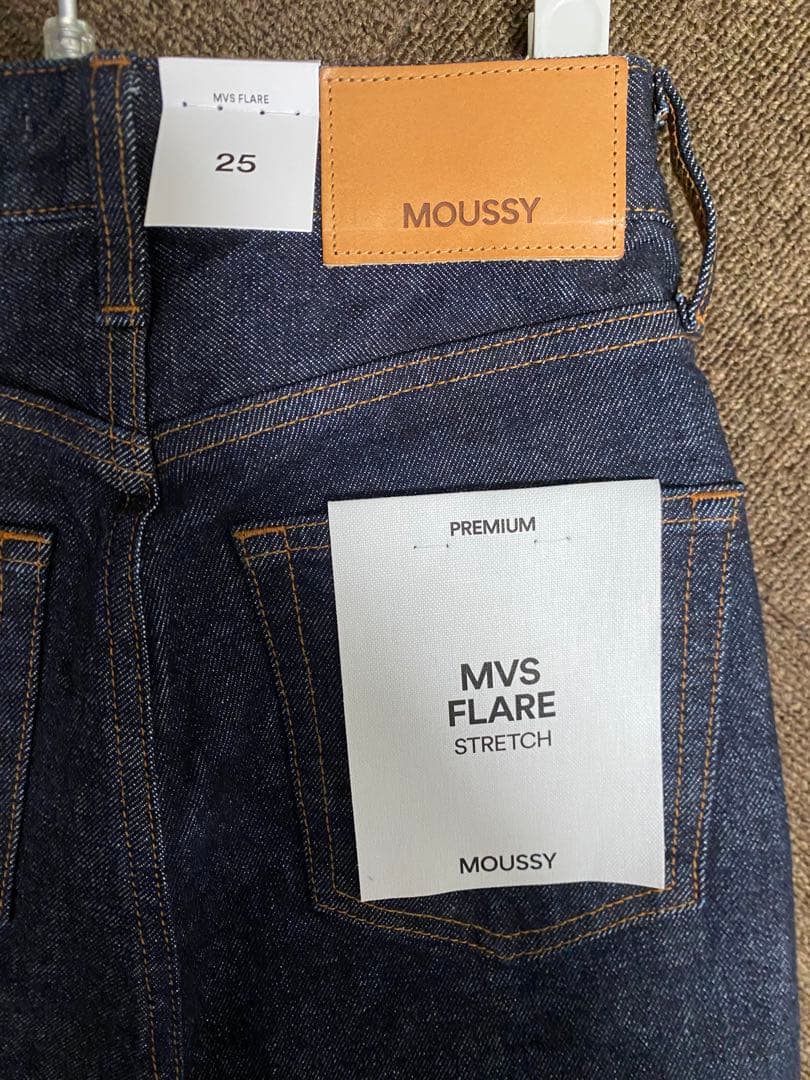 MVS FLARE
25
MOUSSY
PREMIUM
MVS
FLARE
STRETCH
MOUSSY